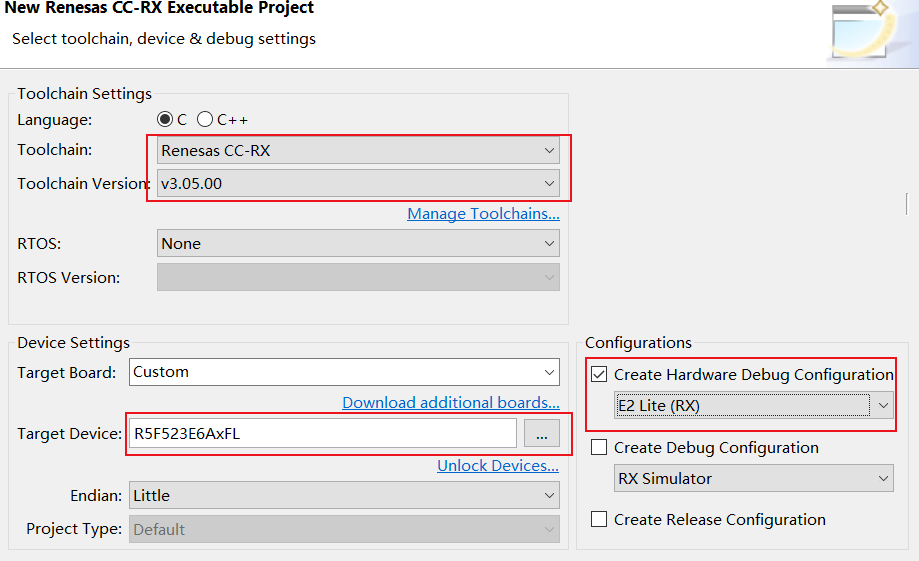 New Renesas CC-RX Executable Project
Select toolchain, device & debug settings
Toolchain Settings
Language: C C++
Toolchain: Renesas CC-RX
Toolchain Version: v3.05.00
Manage Toolchains...
RTOS: None
RTOS Version:
Device Settings
Target Board: Custom
Download additional boards...
Target Device: R5F523E6AxFL ...
Unlock Devices...
Endian: Little
Project Type: Default
Configurations
Create Hardware Debug Configuration
E2 Lite (RX)
Create Debug Configuration
RX Simulator
Create Release Configuration